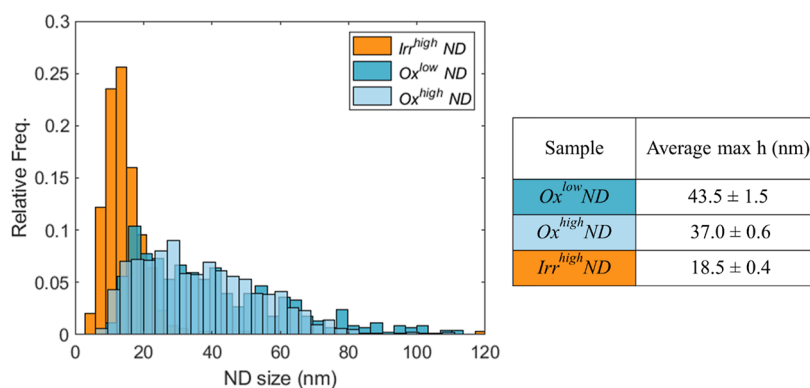 0.3
0.25
0.2
0.15
0.1
0.05
0
Relative Freq.
0 20 40 60 80 100 120
ND size (nm)
Irr^high ND
Ox^low ND
Ox^high ND
Sample Average max h (nm)
Ox^low ND 43.5 ± 1.5
Ox^high ND 37.0 ± 0.6
Irr^high ND 18.5 ± 0.4